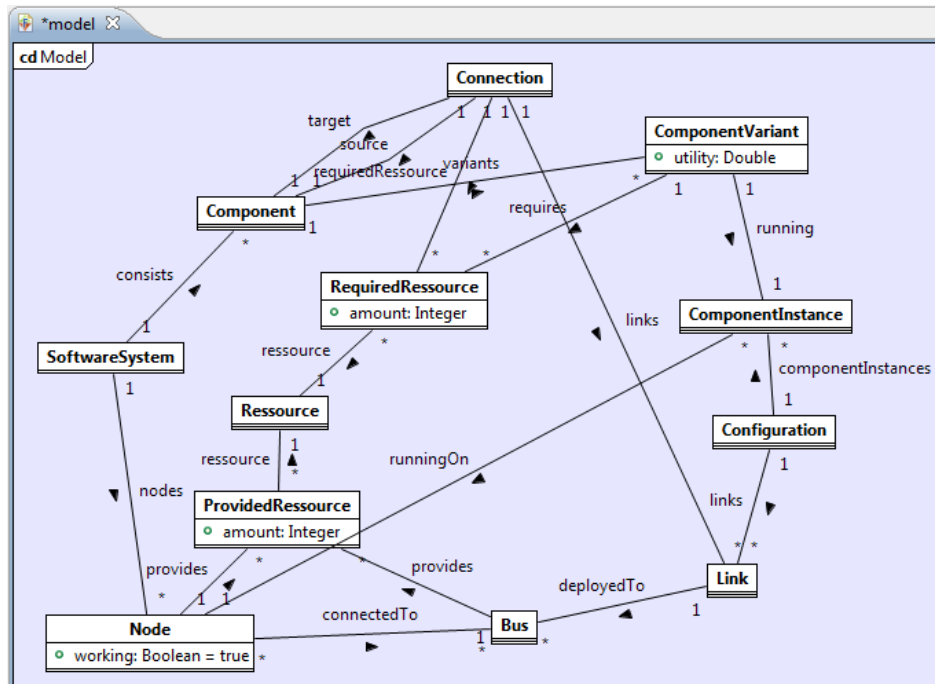 *model
cd Model
Connection
1 1 1 1
target
source
ComponentVariant
utility: Double
requiredRessource
variants
1 1
*
1 1
Component
1
*
requires
running
consists
*
*
*
1
RequiredRessource
amount: Integer
ComponentInstance
1
links
SoftwareSystem
ressource
*
*
*
componentInstances
1
1
1
Ressource
Configuration
1
1
ressource
runningOn
*
links
nodes
ProvidedRessource
amount: Integer
* *
provides
*
*
provides
deployedTo
Link
*
1 1
connectedTo
1
Node
working: Boolean = true
*
1
*
Bus
*